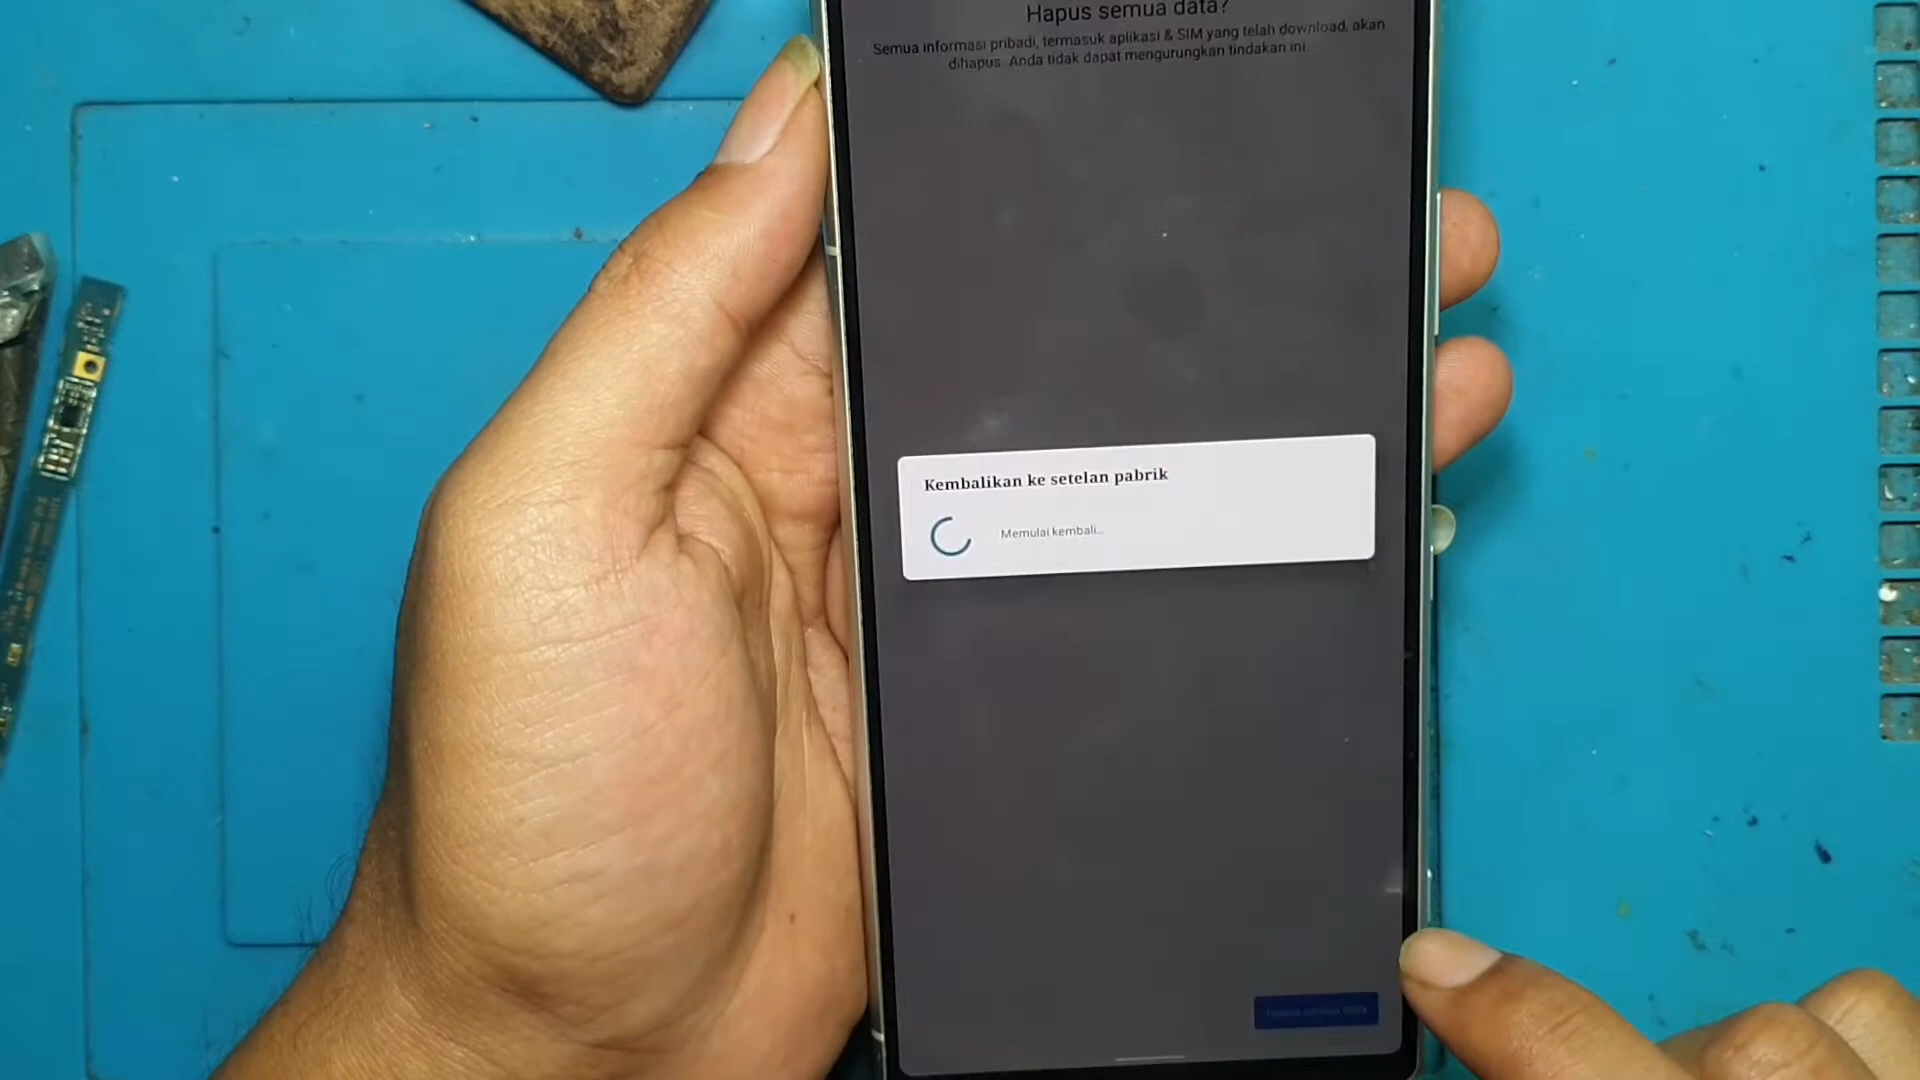 Hapus semua data?
Semua informasi pribadi, termasuk aplikasi & SIM yang telah download, akan
dihapus. Anda tidak dapat mengurungkan tindakan ini.
Kembalikan ke setelan pabrik
Memulai kembali...